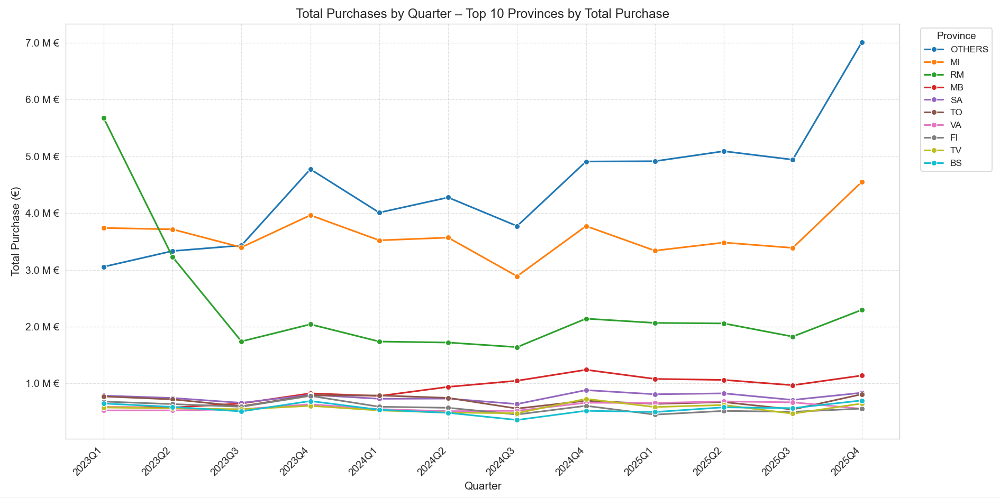 Total Purchases by Quarter – Top 10 Provinces by Total Purchase
7.0 M €
6.0 M €
5.0 M €
4.0 M €
3.0 M €
2.0 M €
1.0 M €
Total Purchase (€)
2023Q1
2023Q2
2023Q3
2023Q4
2024Q1
2024Q2
2024Q3
2024Q4
2025Q1
2025Q2
2025Q3
2025Q4
Quarter
Province
OTHERS
MI
RM
MB
SA
TO
VA
FI
TV
BS